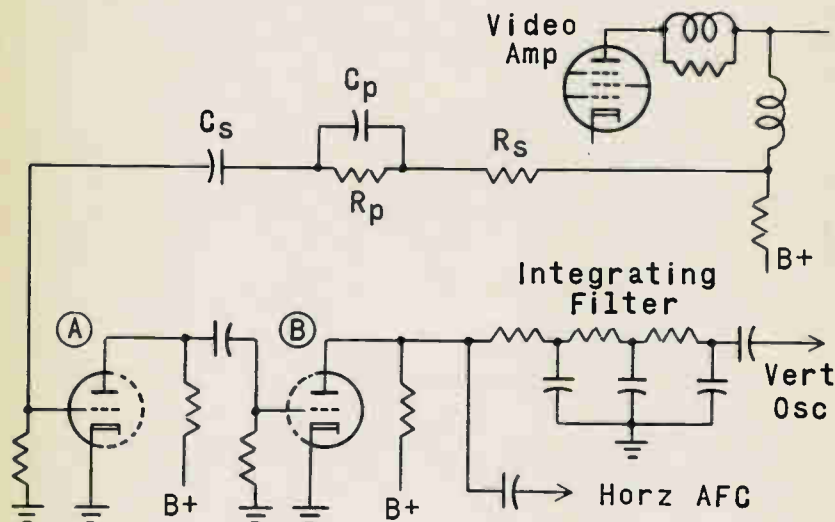 Video
Amp
Cp
Cs
Rs
Rp
B+
Integrating
Filter
A
B
Vert
Osc
B+
B+
Horz AFC